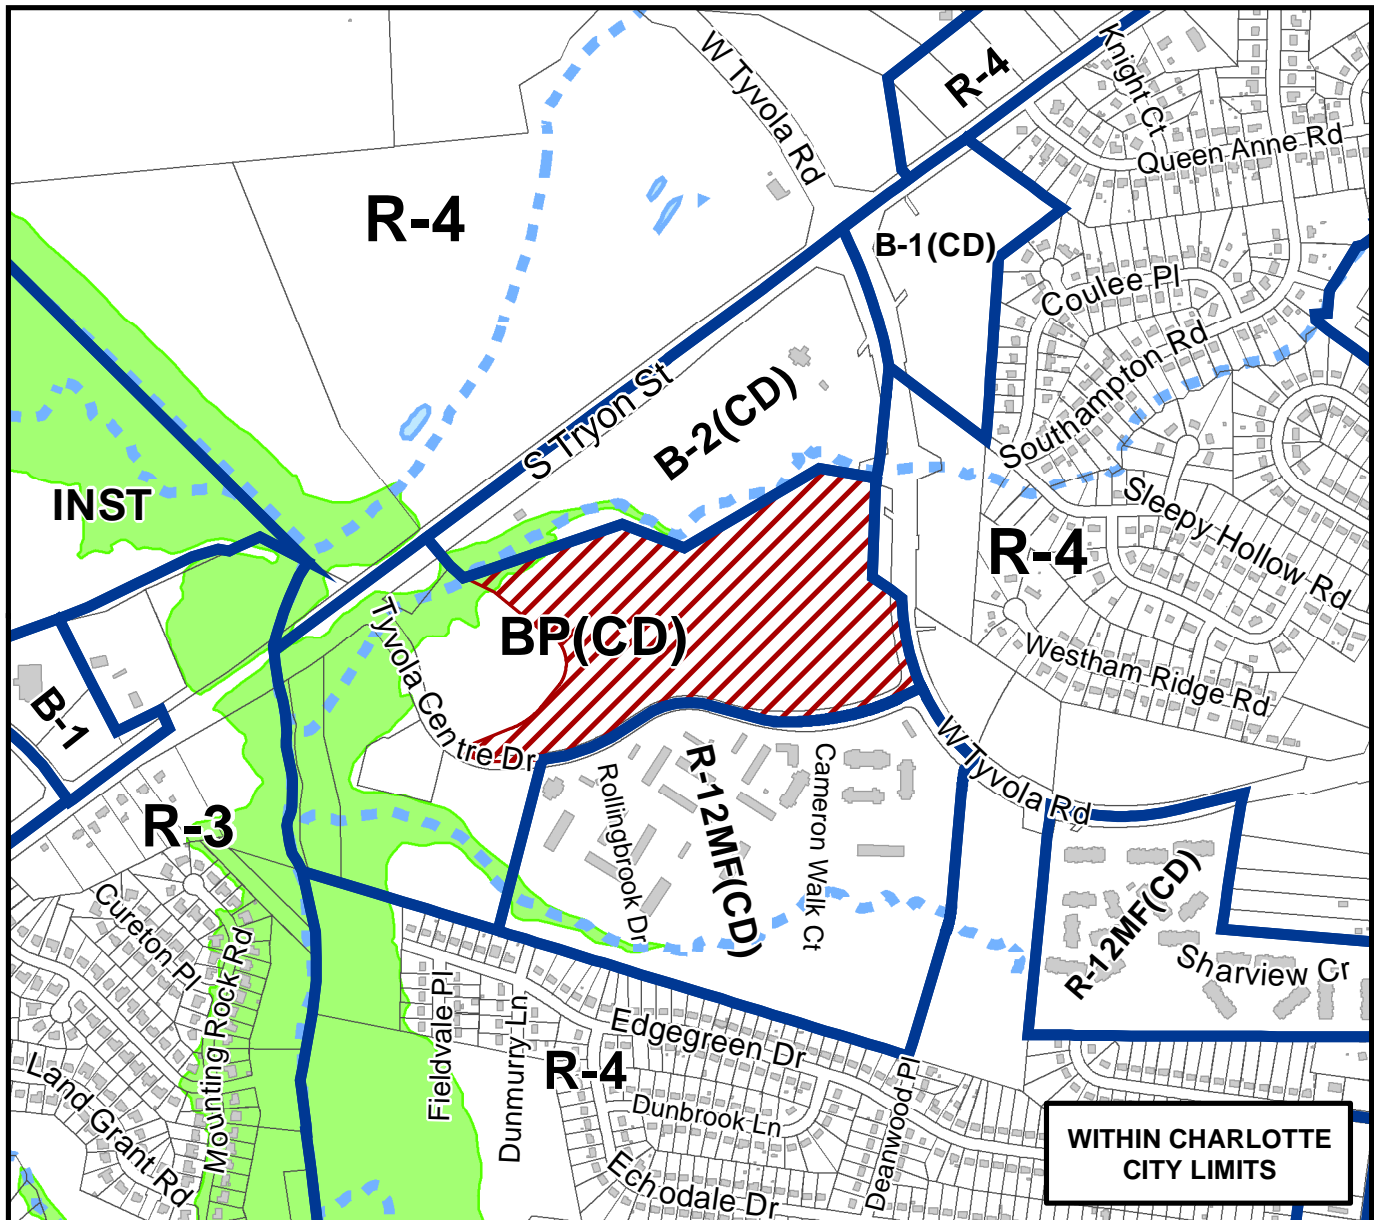 R-4
Knight Ct
W Tyvola Rd
Queen Anne Rd
R-4
B-1(CD)
Coulee Pl
Southampton Rd
S Tryon St
B-2(CD)
INST
Sleepy Hollow Rd
R-4
BP(CD)
Tyvola Centre Dr
Westham Ridge Rd
B-1
W Tyvola Rd
R-12MF(CD)
Cameron Walk Ct
Rollingbrook Dr
R-3
R-12MF(CD)
Sharview Cr
Cureton Pl
Mounting Rock Rd
Fieldvale Pl
Dunmurry Ln
Edgegreen Dr
R-4
Land Grant Rd
Dunbrook Ln
Deanwood Pl
Echodale Dr
WITHIN CHARLOTTE
CITY LIMITS